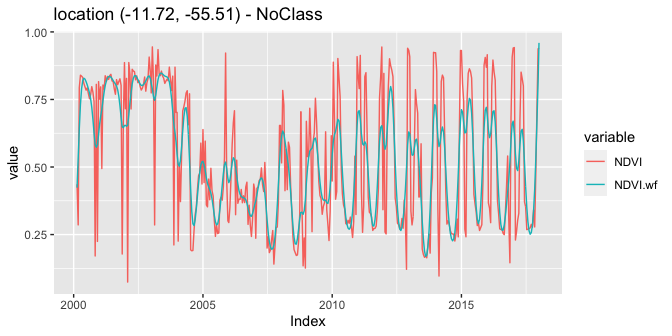 location (-11.72, -55.51) - NoClass
1.00
0.75
0.50
0.25
value
2000
2005
2010
2015
Index
variable
NDVI
NDVI.wf